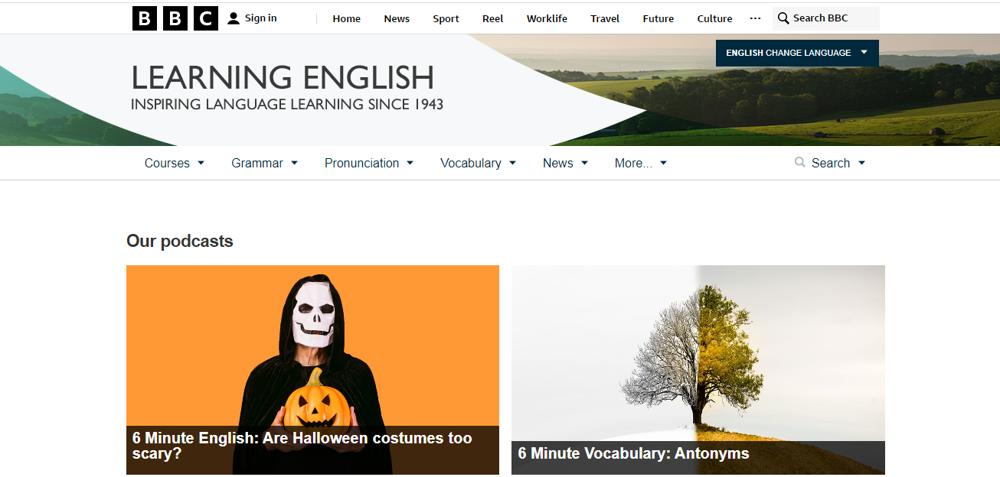 BBC
Sign in
Home
News
Sport
Reel
Worklife
Travel
Future
Culture
...
Search BBC
ENGLISH CHANGE LANGUAGE
LEARNING ENGLISH
INSPIRING LANGUAGE LEARNING SINCE 1943
Courses
Grammar
Pronunciation
Vocabulary
News
More...
Search
Our podcasts
6 Minute English: Are Halloween costumes too
scary?
6 Minute Vocabulary: Antonyms